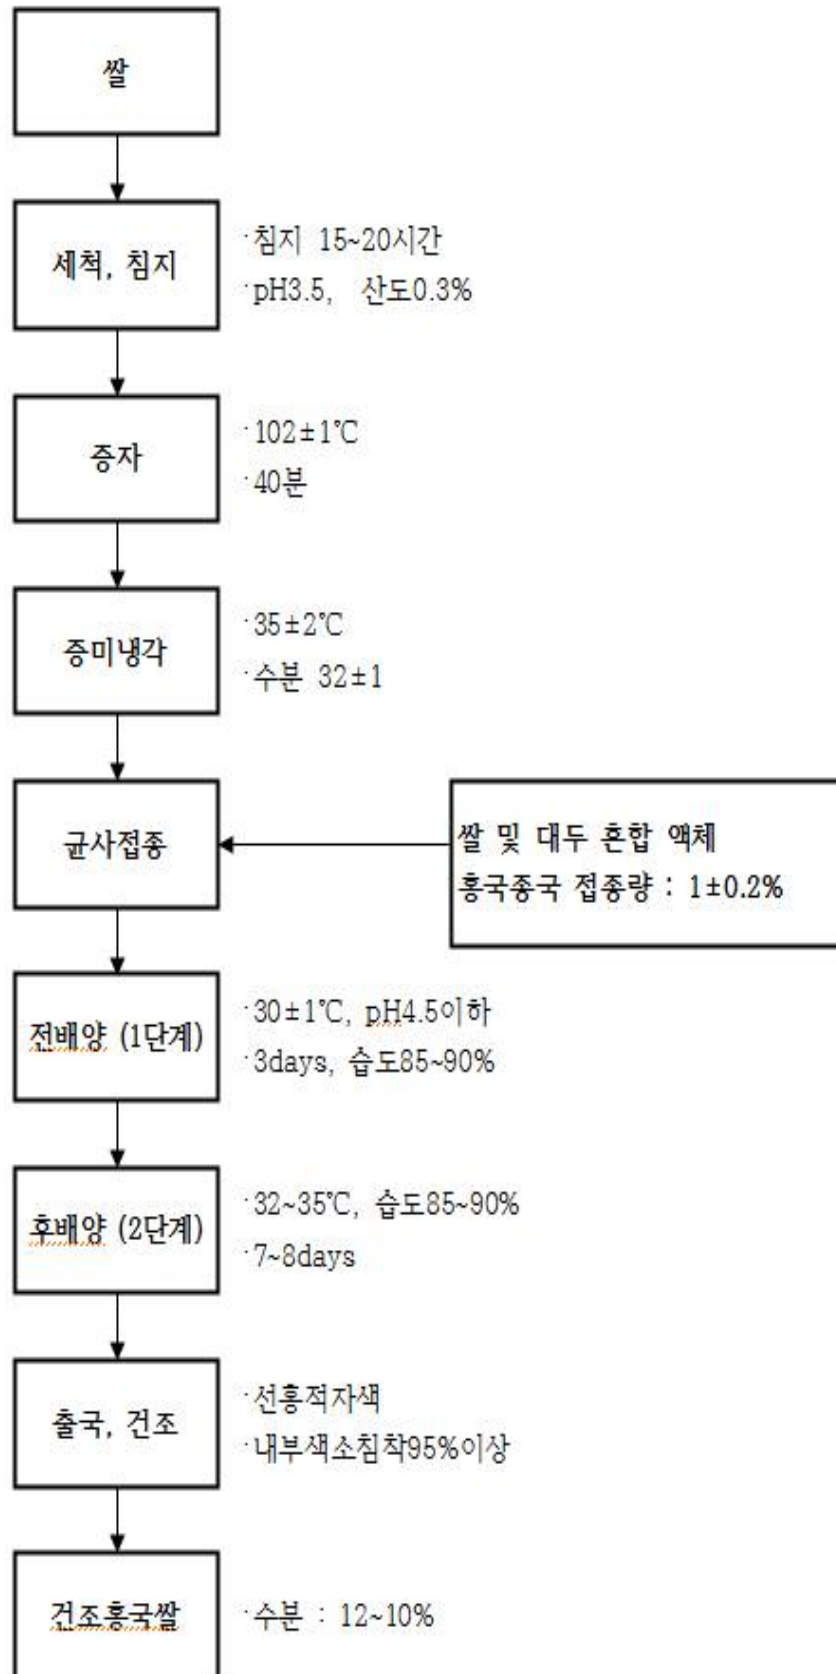 쌀
세척, 침지
·침지 15~20시간
·pH3.5, 산도0.3%
증자
·102±1℃
·40분
증미냉각
·35±2℃
·수분 32±1
균사접종
쌀 및 대두 혼합 액체
홍국종국 접종량 : 1±0.2%
전배양 (1단계)
·30±1℃, pH4.5이하
·3days, 습도85~90%
후배양 (2단계)
·32~35℃, 습도85~90%
·7~8days
출국, 건조
·선홍적자색
·내부색소침착95%이상
건조홍국쌀
·수분 : 12~10%